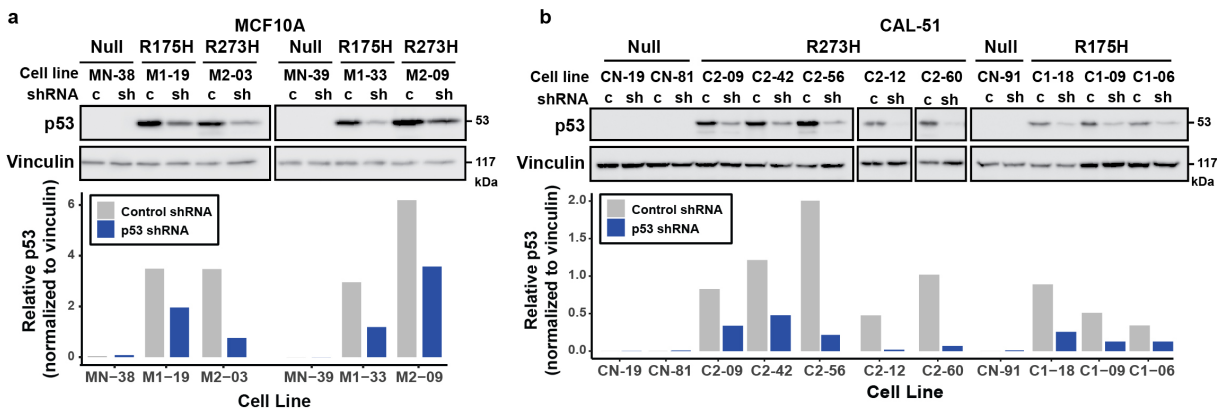 a
MCF10A
Null R175H R273H Null R175H R273H
Cell line MN-38 M1-19 M2-03 MN-39 M1-33 M2-09
shRNA c sh c sh c sh c sh c sh c sh
p53 53
Vinculin 117
kDa
Relative p53
(normalized to vinculin)
Control shRNA
p53 shRNA
6
4
2
0
MN−38 M1−19 M2−03 MN−39 M1−33 M2−09
Cell Line
b
CAL-51
Null R273H Null R175H
Cell line CN-19 CN-81 C2-09 C2-42 C2-56 C2-12 C2-60 CN-91 C1-18 C1-09 C1-06
shRNA c sh c sh c sh c sh c sh c sh c sh c sh c sh c sh c sh
p53 53
Vinculin 117
kDa
Relative p53
(normalized to vinculin)
Control shRNA
p53 shRNA
2.0
1.5
1.0
0.5
0.0
CN-19 CN-81 C2-09 C2-42 C2-56 C2-12 C2-60 CN-91 C1−18 C1−09 C1−06
Cell Line